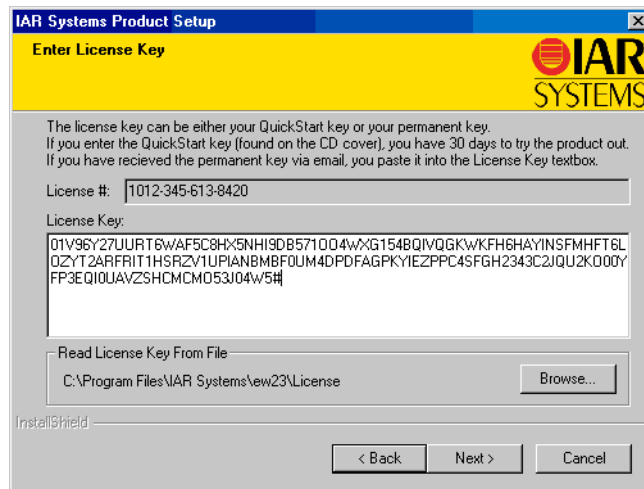 IAR Systems Product Setup
Enter License Key
IAR
SYSTEMS
The license key can be either your QuickStart key or your permanent key.
If you enter the QuickStart key (found on the CD cover), you have 30 days to try the product out.
If you have recieved the permanent key via email, you paste it into the License Key textbox.
License #: 1012-345-613-8420
License Key:
01V96Y27UURT6WAF5C8HX5NHI9DB571OO4WXG154BQIVQGKWKFH6HAYINSFMHFT6L
OZYT2ARFRIT1HSRZV1UPIANBMBF0UM4DPDFAGPKYIEZPPC4SFGH2343C2JQU2KO00Y
FP3EQI0UAVZSHCMCMO53J04W5#
Read License Key From File
C:\Program Files\IAR Systems\ew23\License
Browse...
InstallShield
< Back
Next >
Cancel